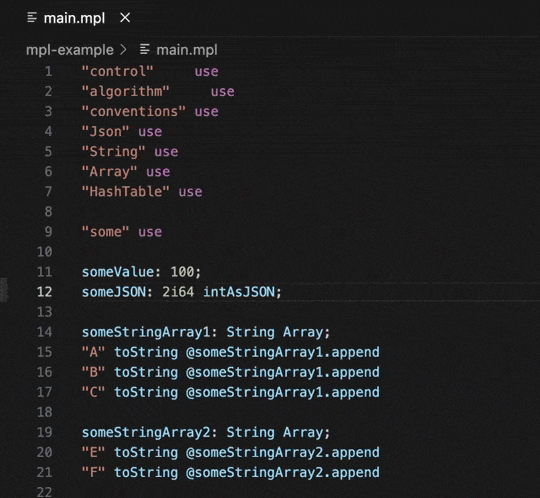 main.mpl
mpl-example > main.mpl
1 "control"     use
2 "algorithm"     use
3 "conventions" use
4 "Json" use
5 "String" use
6 "Array" use
7 "HashTable" use
8
9 "some" use
10
11 someValue: 100;
12 someJSON: 2i64 intAsJSON;
13
14 someStringArray1: String Array;
15 "A" toString @someStringArray1.append
16 "B" toString @someStringArray1.append
17 "C" toString @someStringArray1.append
18
19 someStringArray2: String Array;
20 "E" toString @someStringArray2.append
21 "F" toString @someStringArray2.append
22